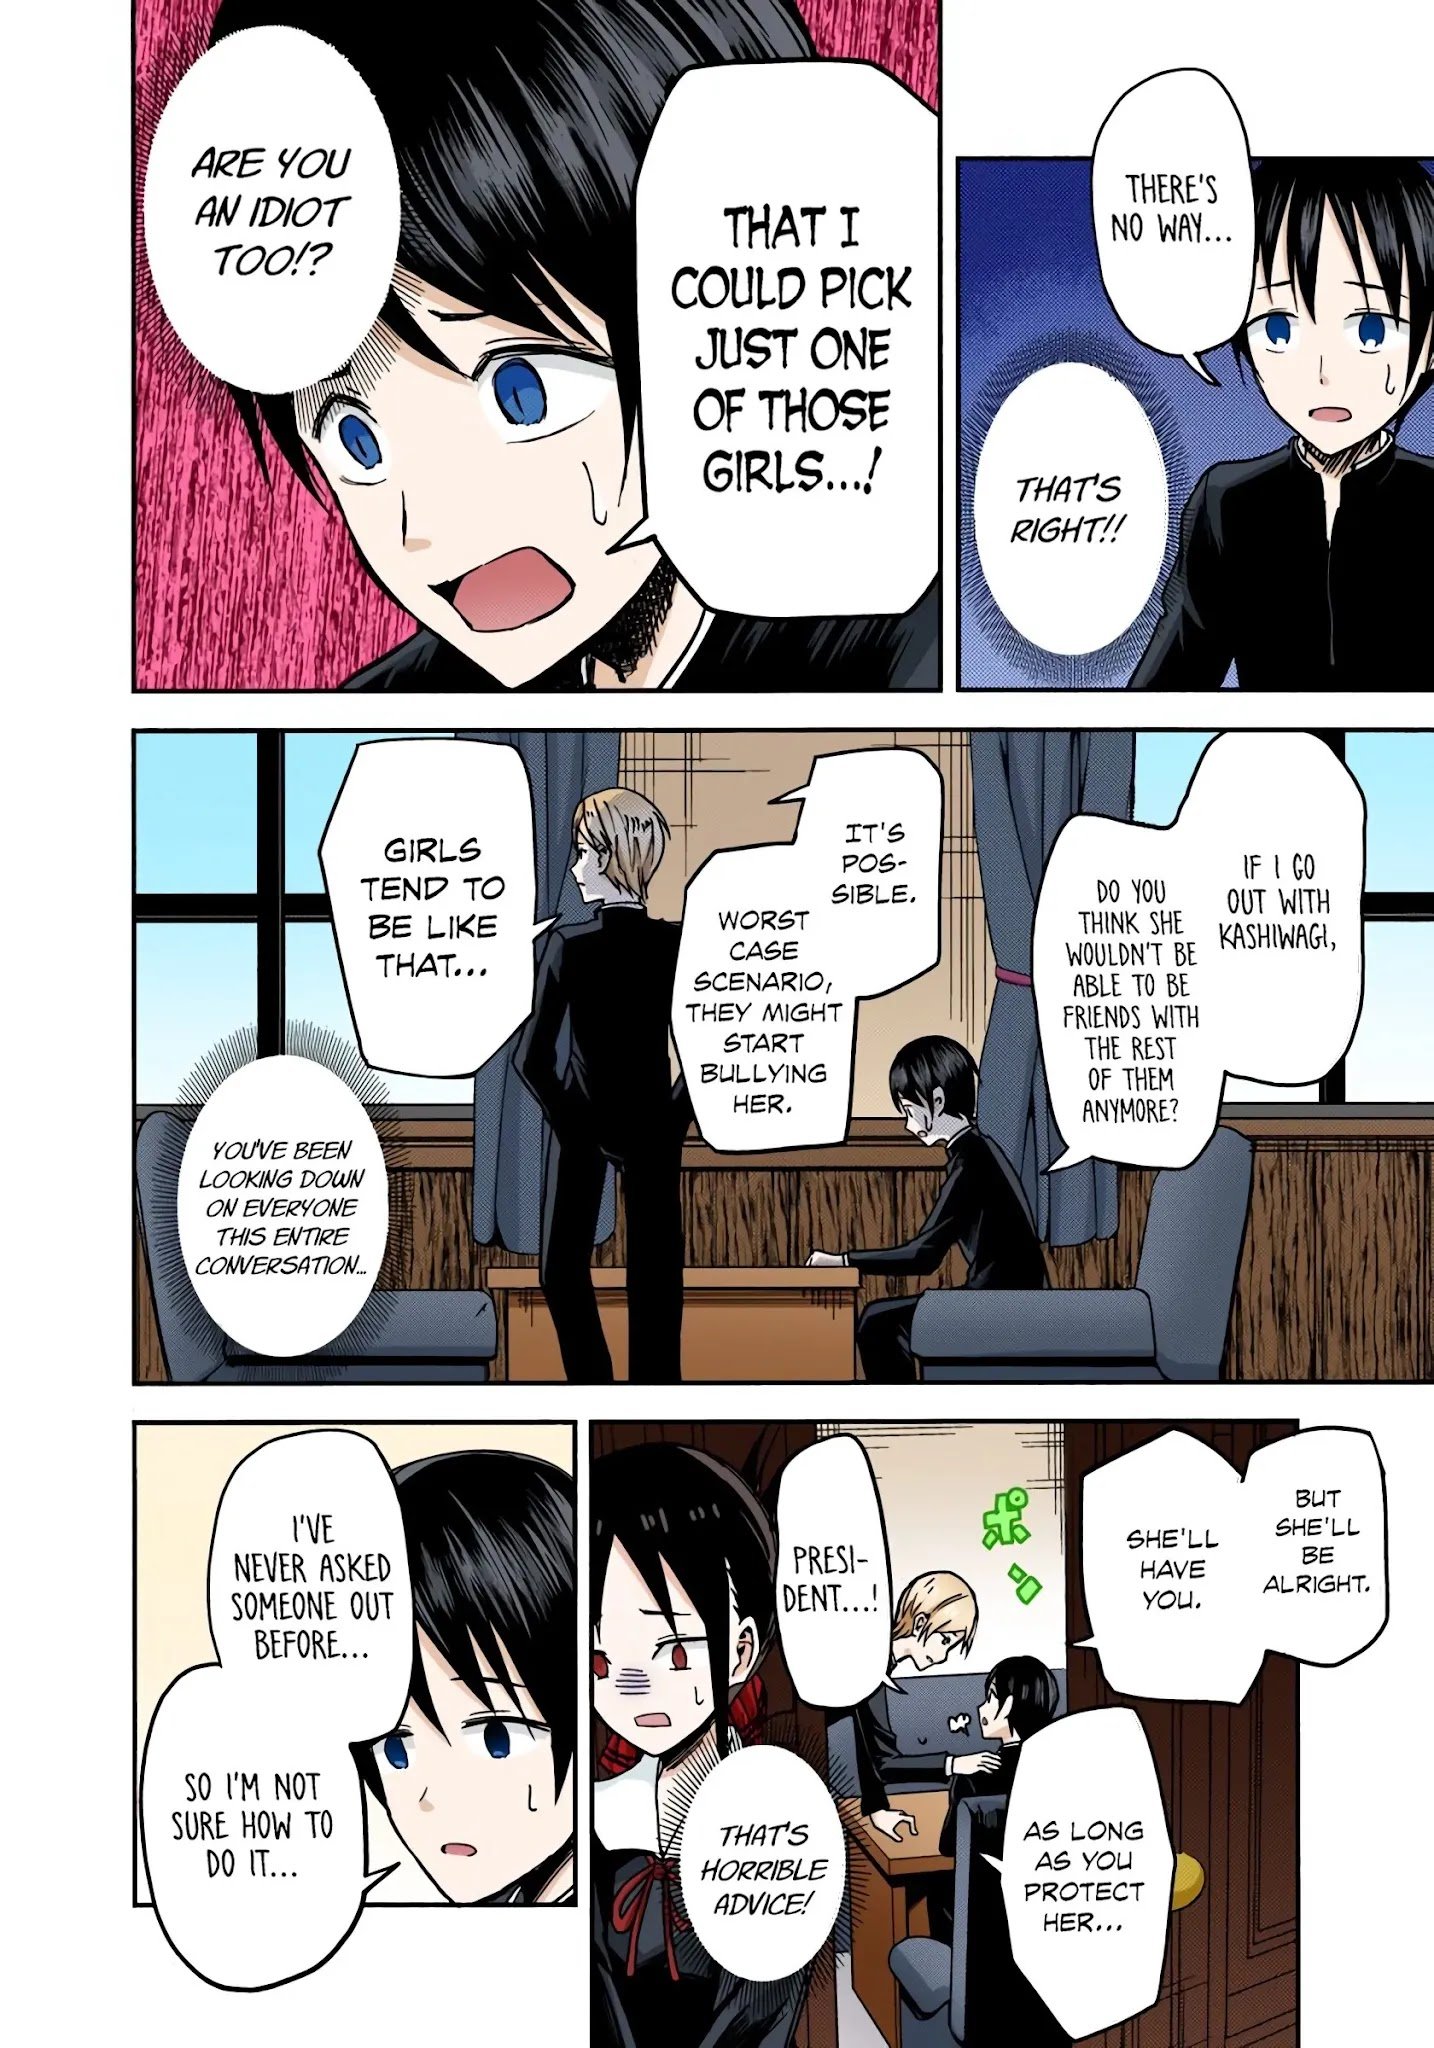 THERE'S
NO WAY...
THAT'S
RIGHT!!
THAT I
COULD PICK
JUST ONE
OF THOSE
GIRLS...!
ARE YOU
AN IDIOT
TOO!?
IF I GO
OUT WITH
KASHIWAGI,
DO YOU
THINK SHE
WOULDN'T BE
ABLE TO BE
FRIENDS WITH
THE REST
OF THEM
ANYMORE?
IT'S
POS-
SIBLE.
WORST
CASE
SCENARIO,
THEY MIGHT
START
BULLYING
HER.
GIRLS
TEND TO
BE LIKE
THAT...
YOU'VE BEEN
LOOKING DOWN
ON EVERYONE
THIS ENTIRE
CONVERSATION...
BUT
SHE'LL
BE
ALRIGHT.
SHE'LL
HAVE
YOU.
ポ
ン
AS LONG
AS YOU
PROTECT
HER...
PRESI-
DENT...!
THAT'S
HORRIBLE
ADVICE!
I'VE
NEVER ASKED
SOMEONE OUT
BEFORE...
SO I'M NOT
SURE HOW TO
DO IT...